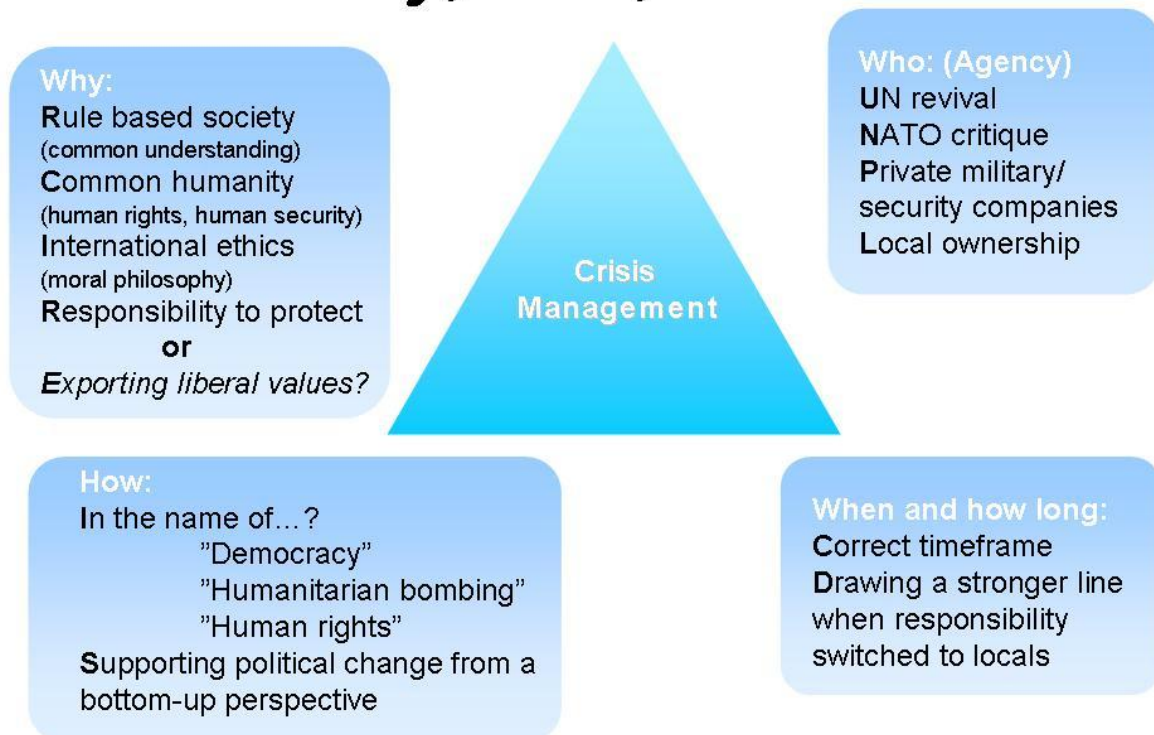 Why:
Rule based society
(common understanding)
Common humanity
(human rights, human security)
International ethics
(moral philosophy)
Responsibility to protect
or
Exporting liberal values?
Crisis
Management
Who: (Agency)
UN revival
NATO critique
Private military/
security companies
Local ownership
How:
In the name of...?
”Democracy”
”Humanitarian bombing”
”Human rights”
Supporting political change from a
bottom-up perspective
When and how long:
Correct timeframe
Drawing a stronger line
when responsibility
switched to locals